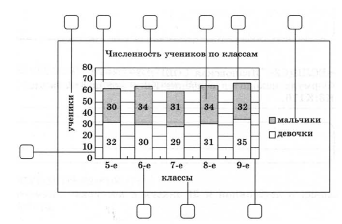 Численность учеников по классам
ученики
80
70
60
50
40
30
20
10
0
30 34 31 34 32
32 30 29 31 35
5-е 6-е 7-е 8-е 9-е
классы
мальчики
девочки